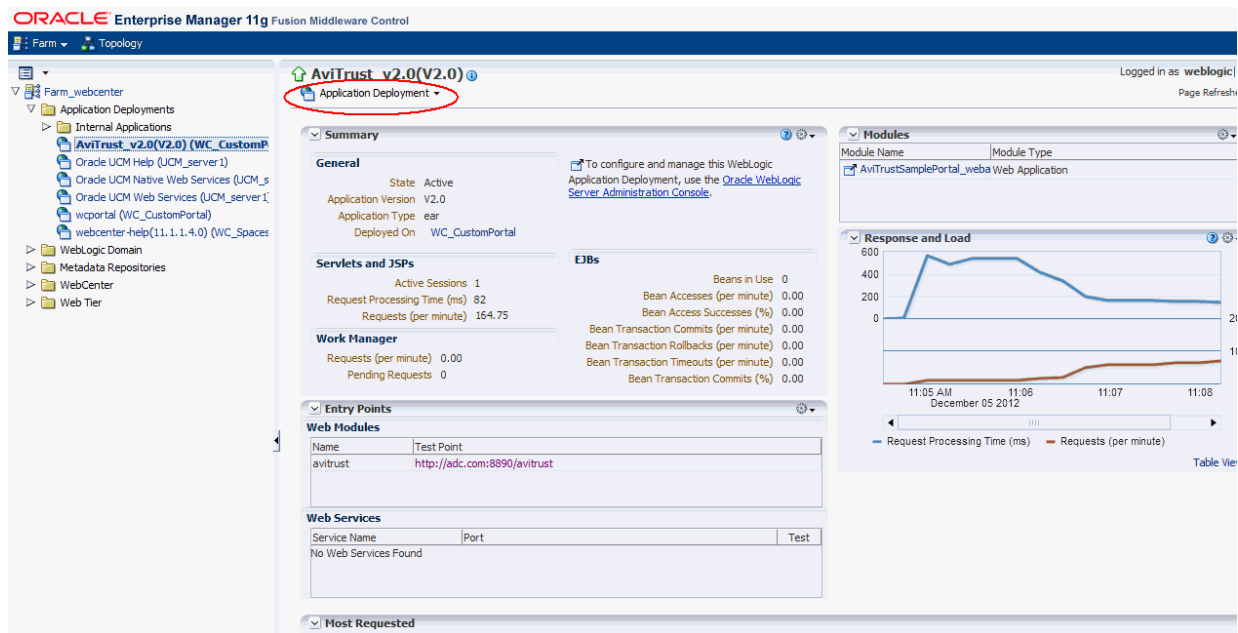 ORACLE Enterprise Manager 11g Fusion Middleware Control
Farm Topology
Farm_webcenter
Application Deployments
Internal Applications
AviTrust_v2.0(V2.0) (WC_CustomP
Oracle UCM Help (UCM_server1)
Oracle UCM Native Web Services (UCM_s
Oracle UCM Web Services (UCM_server1)
wcportal (WC_CustomPortal)
webcenter-help(11.1.1.4.0) (WC_Spaces
WebLogic Domain
Metadata Repositories
WebCenter
Web Tier
AviTrust_v2.0(V2.0)
Application Deployment
Logged in as weblogic|
Page Refreshe
Summary
General
State Active
Application Version V2.0
Application Type ear
Deployed On WC_CustomPortal
To configure and manage this WebLogic
Application Deployment, use the Oracle WebLogic
Server Administration Console.
Servlets and JSPs
Active Sessions 1
Request Processing Time (ms) 82
Requests (per minute) 164.75
Work Manager
Requests (per minute) 0.00
Pending Requests 0
EJBs
Beans in Use 0
Bean Accesses (per minute) 0.00
Bean Access Successes (%) 0.00
Bean Transaction Commits (per minute) 0.00
Bean Transaction Rollbacks (per minute) 0.00
Bean Transaction Timeouts (per minute) 0.00
Bean Transaction Commits (%) 0.00
Entry Points
Web Modules
Name Test Point
avitrust http://adc.com:8890/avitrust
Web Services
Service Name Port Test
No Web Services Found
Most Requested
Modules
Module Name Module Type
AviTrustSamplePortal_weba Web Application
Response and Load
600
400
200
0
20
10
11:05 AM 11:06 11:07 11:08
December 05 2012
Request Processing Time (ms) Requests (per minute)
Table View